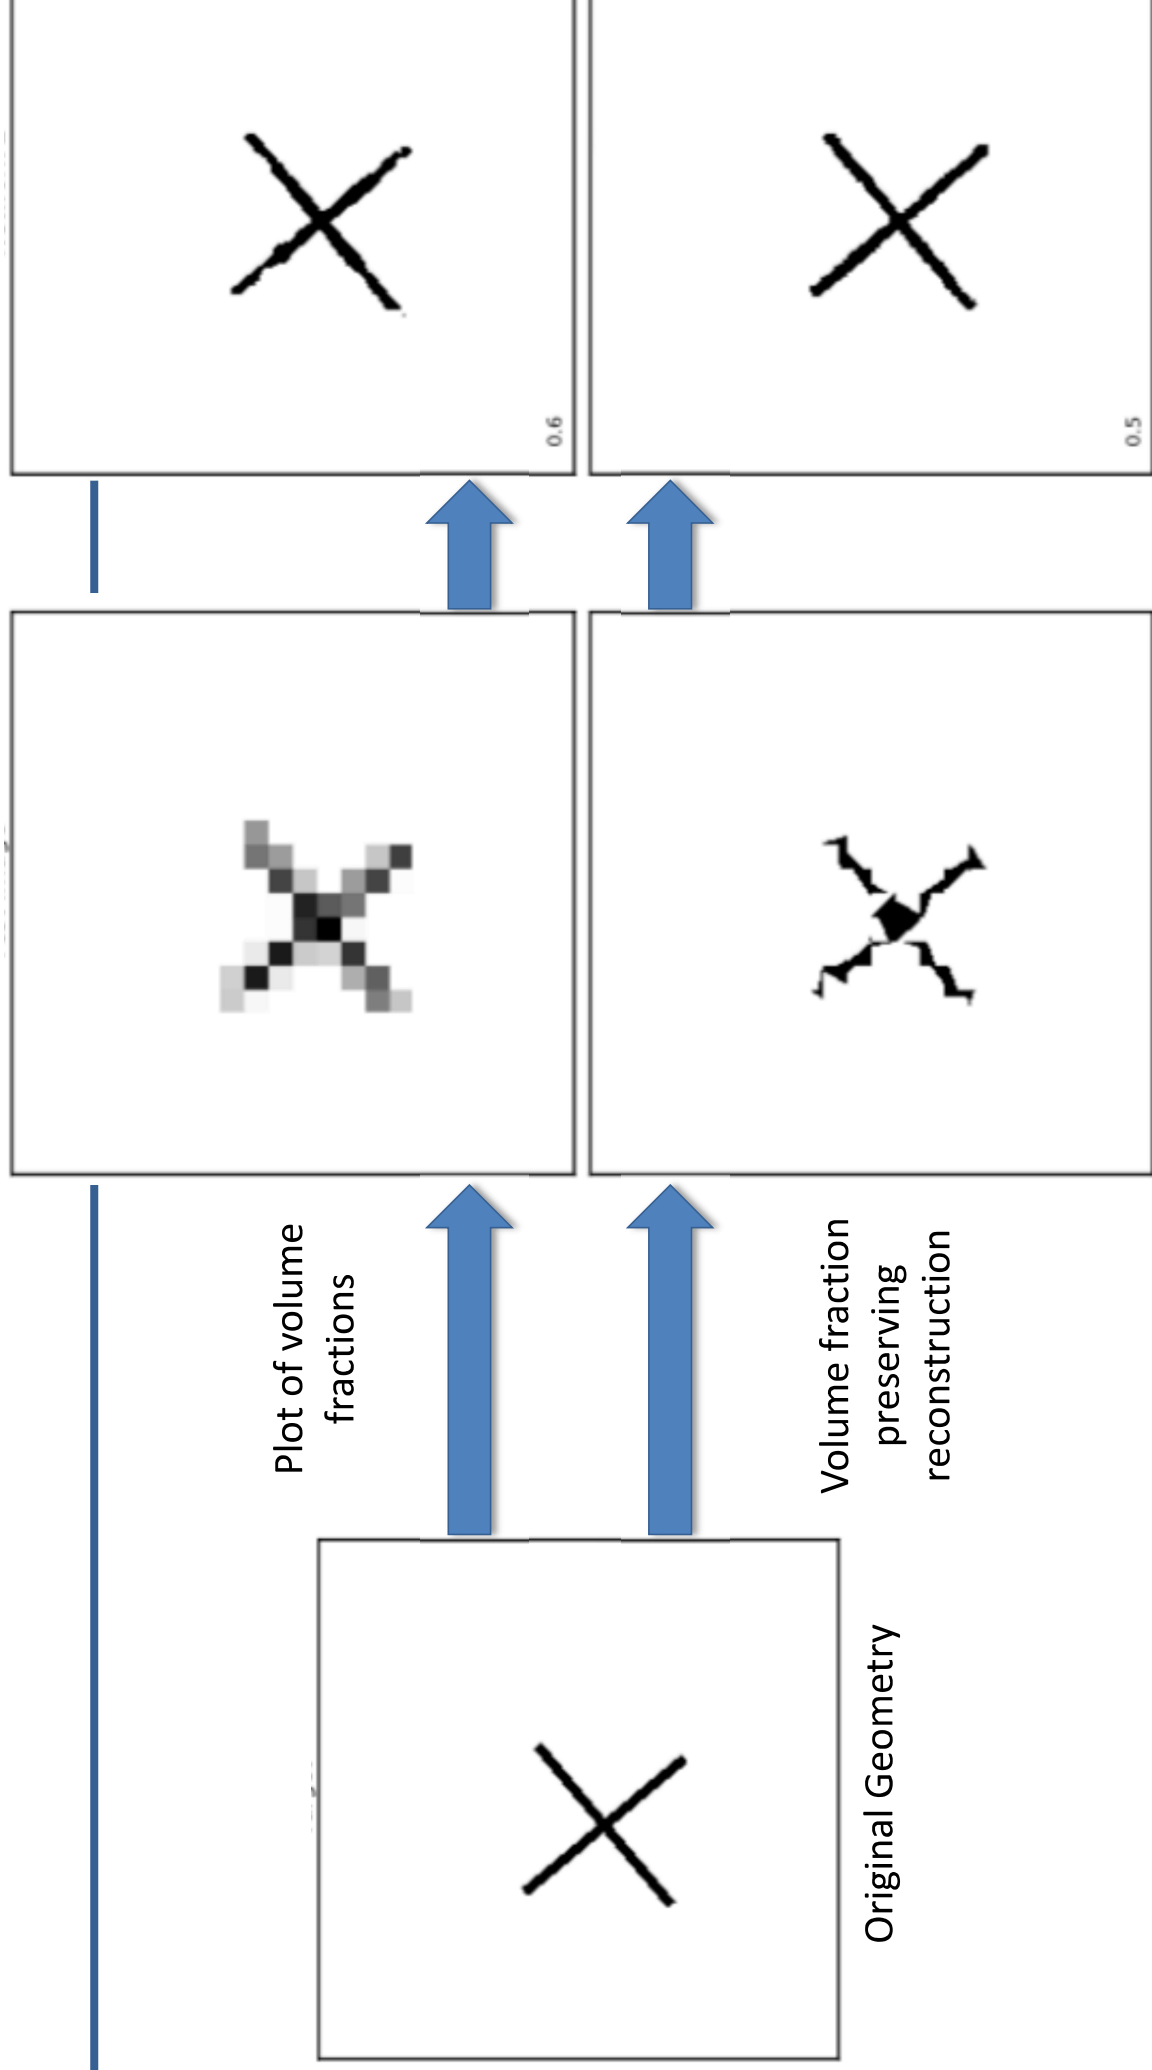 Original Geometry
Plot of volume
fractions
Volume fraction
preserving
reconstruction
0.6
0.5